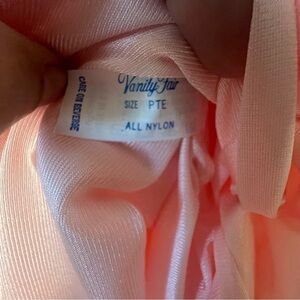 Vanity Fair
SIZE PTE
ALL NYLON
CARE ON REVERSE